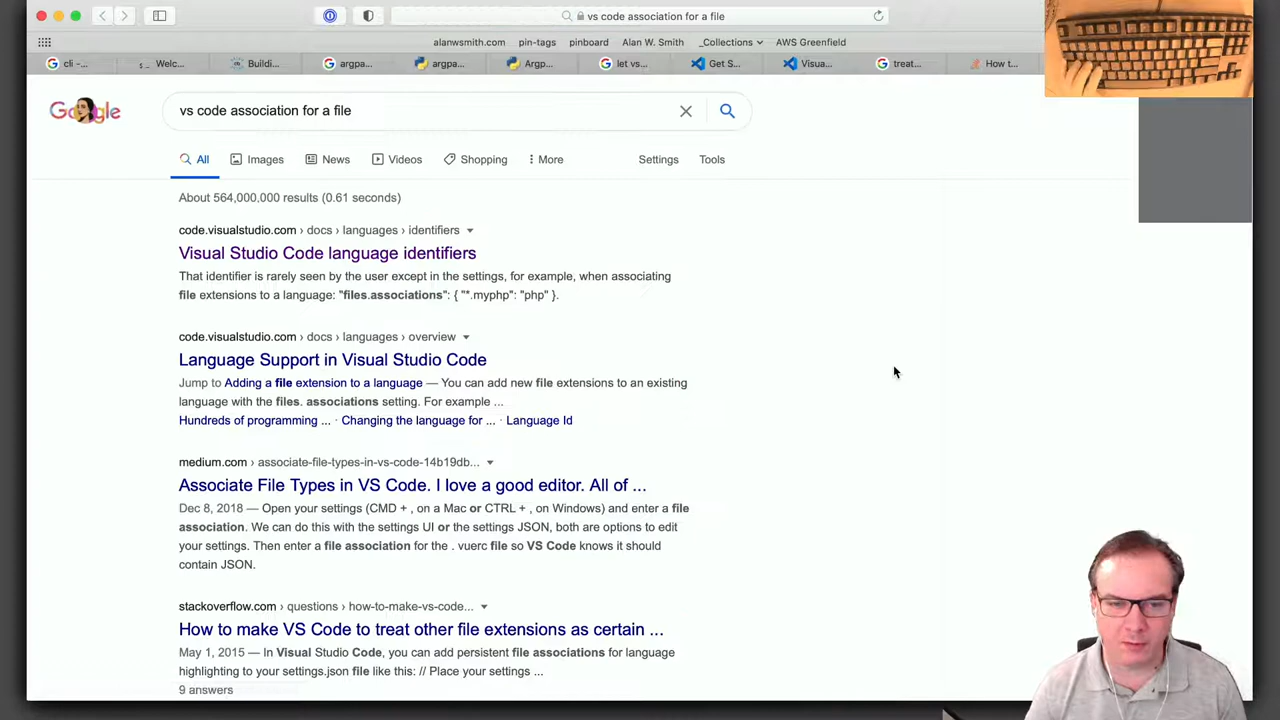 vs code association for a file
alanwsmith.com pin-tags pinboard Alan W. Smith _Collections AWS Greenfield
cli -... Welc... Buildi... argpa... argpa... Argp... let vs... Get S... Visua... treat... How t...
Google
vs code association for a file
All Images News Videos Shopping More Settings Tools
About 564,000,000 results (0.61 seconds)
code.visualstudio.com › docs › languages › identifiers
Visual Studio Code language identifiers
That identifier is rarely seen by the user except in the settings, for example, when associating
file extensions to a language: "files.associations": { "*.myphp": "php" }.
code.visualstudio.com › docs › languages › overview
Language Support in Visual Studio Code
Jump to Adding a file extension to a language — You can add new file extensions to an existing
language with the files. associations setting. For example ...
Hundreds of programming ... · Changing the language for ... · Language Id
medium.com › associate-file-types-in-vs-code-14b19db...
Associate File Types in VS Code. I love a good editor. All of ...
Dec 8, 2018 — Open your settings (CMD + , on a Mac or CTRL + , on Windows) and enter a file
association. We can do this with the settings UI or the settings JSON, both are options to edit
your settings. Then enter a file association for the . vuerc file so VS Code knows it should
contain JSON.
stackoverflow.com › questions › how-to-make-vs-code...
How to make VS Code to treat other file extensions as certain ...
May 1, 2015 — In Visual Studio Code, you can add persistent file associations for language
highlighting to your settings.json file like this: // Place your settings ...
9 answers